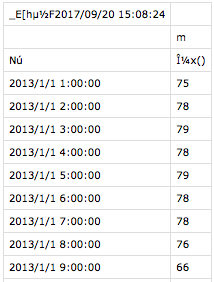 _E[hµ½F2017/09/20 15:08:24
m
Nú Î¼x()
2013/1/1 1:00:00 75
2013/1/1 2:00:00 78
2013/1/1 3:00:00 79
2013/1/1 4:00:00 78
2013/1/1 5:00:00 79
2013/1/1 6:00:00 78
2013/1/1 7:00:00 78
2013/1/1 8:00:00 76
2013/1/1 9:00:00 66